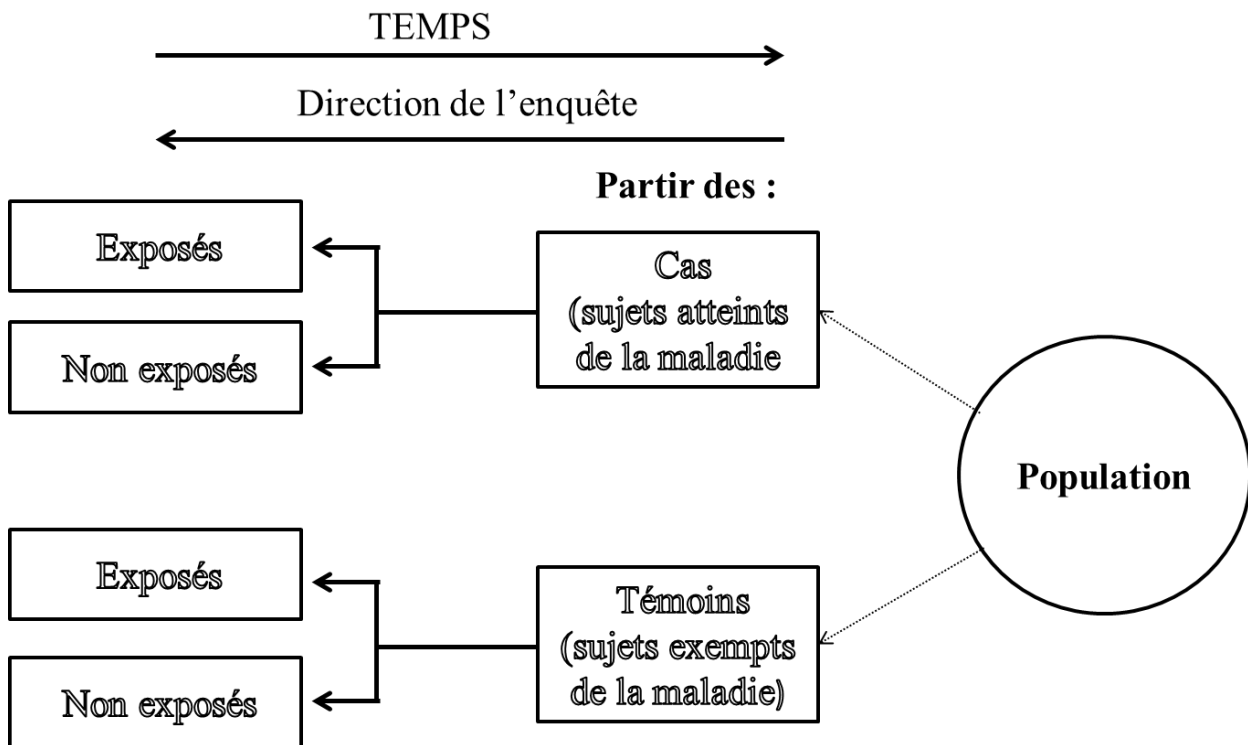 TEMPS
Direction de l’enquête
Partir des :
Exposés
Non exposés
Cas
(sujets atteints
de la maladie
Population
Exposés
Non exposés
Témoins
(sujets exempts
de la maladie)